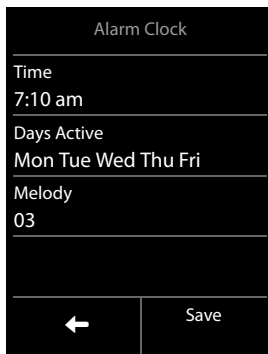 Alarm Clock
Time
7:10 am
Days Active
Mon Tue Wed Thu Fri
Melody
03
Save